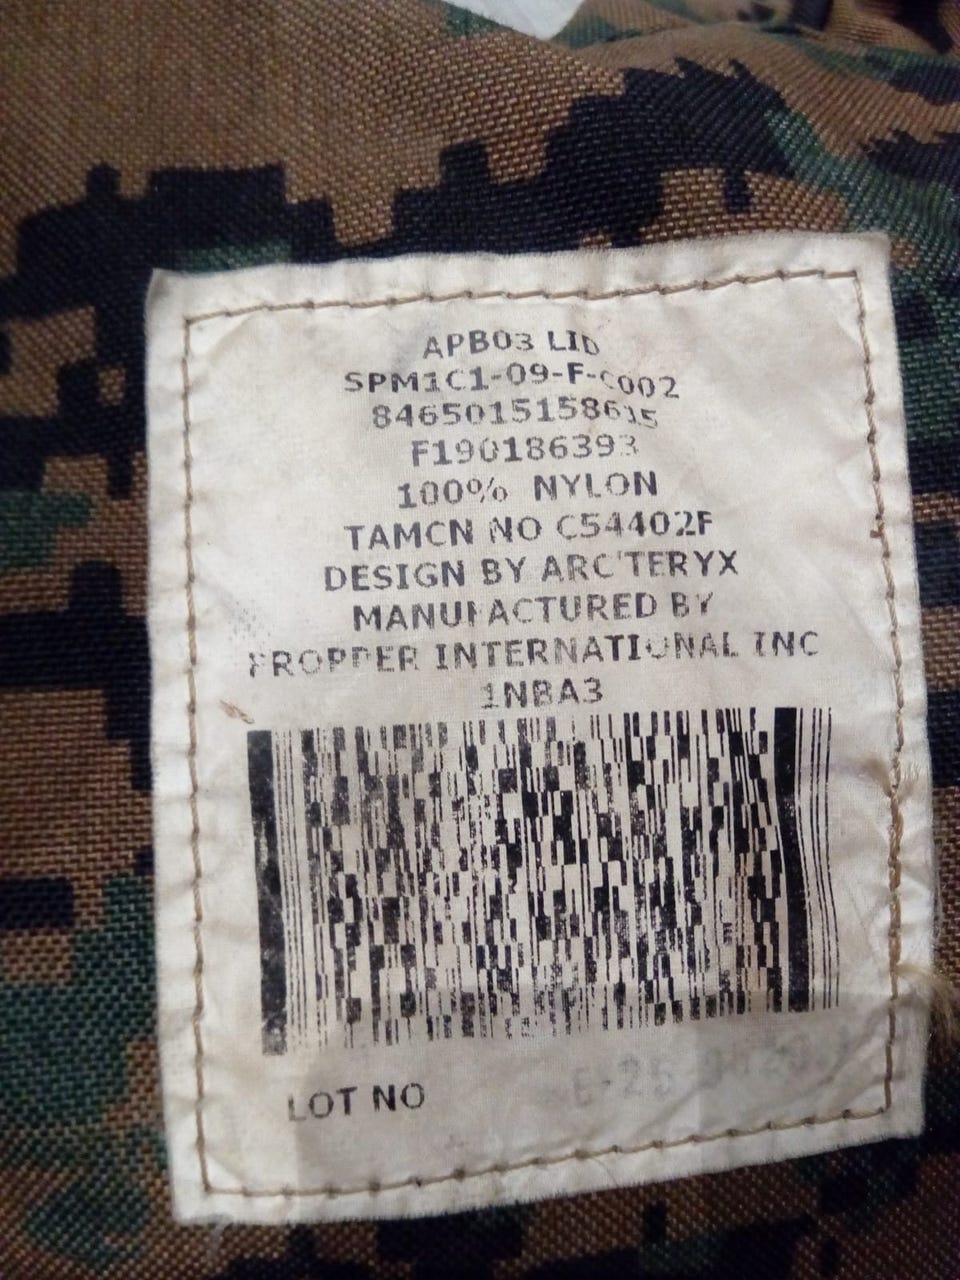 APB03 LID
SPM1C1-09-F-C002
8465015158615
F190186393
100% NYLON
TAMCN NO C54402F
DESIGN BY ARC'TERYX
MANUFACTURED BY
PROPPER INTERNATIONAL INC
1NBA3
LOT NO